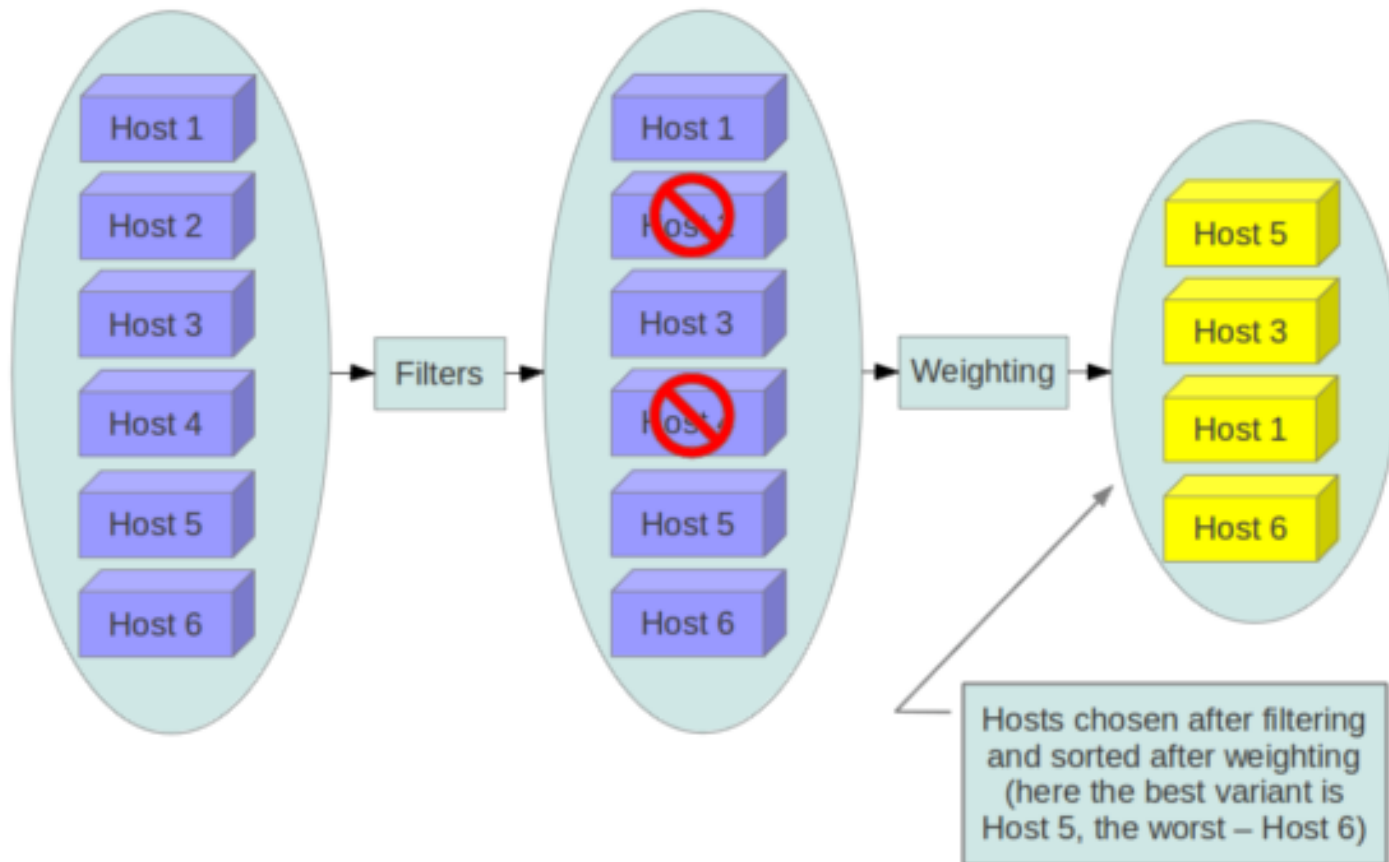 Host 1
Host 2
Host 3
Host 4
Host 5
Host 6
Filters
Host 1
Host 3
Host 5
Host 6
Weighting
Host 5
Host 3
Host 1
Host 6
Hosts chosen after filtering
and sorted after weighting
(here the best variant is
Host 5, the worst – Host 6)